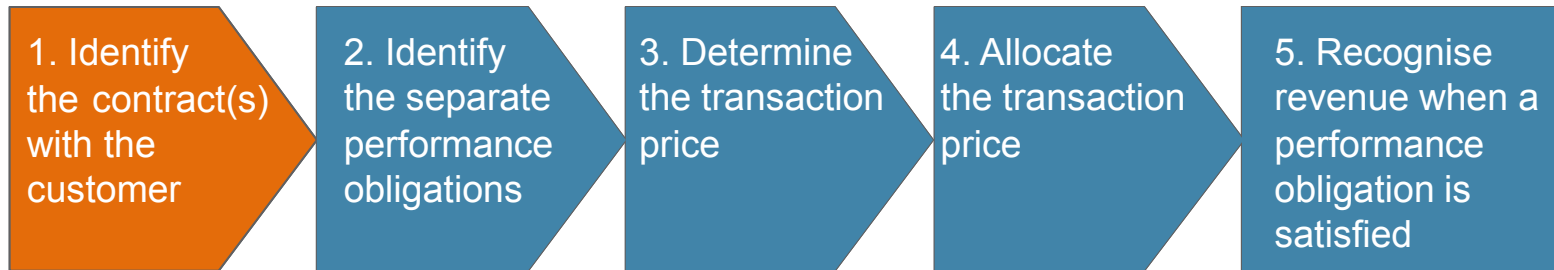 1. Identify
the contract(s)
with the
customer
2. Identify
the separate
performance
obligations
3. Determine
the transaction
price
4. Allocate
the transaction
price
5. Recognise
revenue when a
performance
obligation is
satisfied